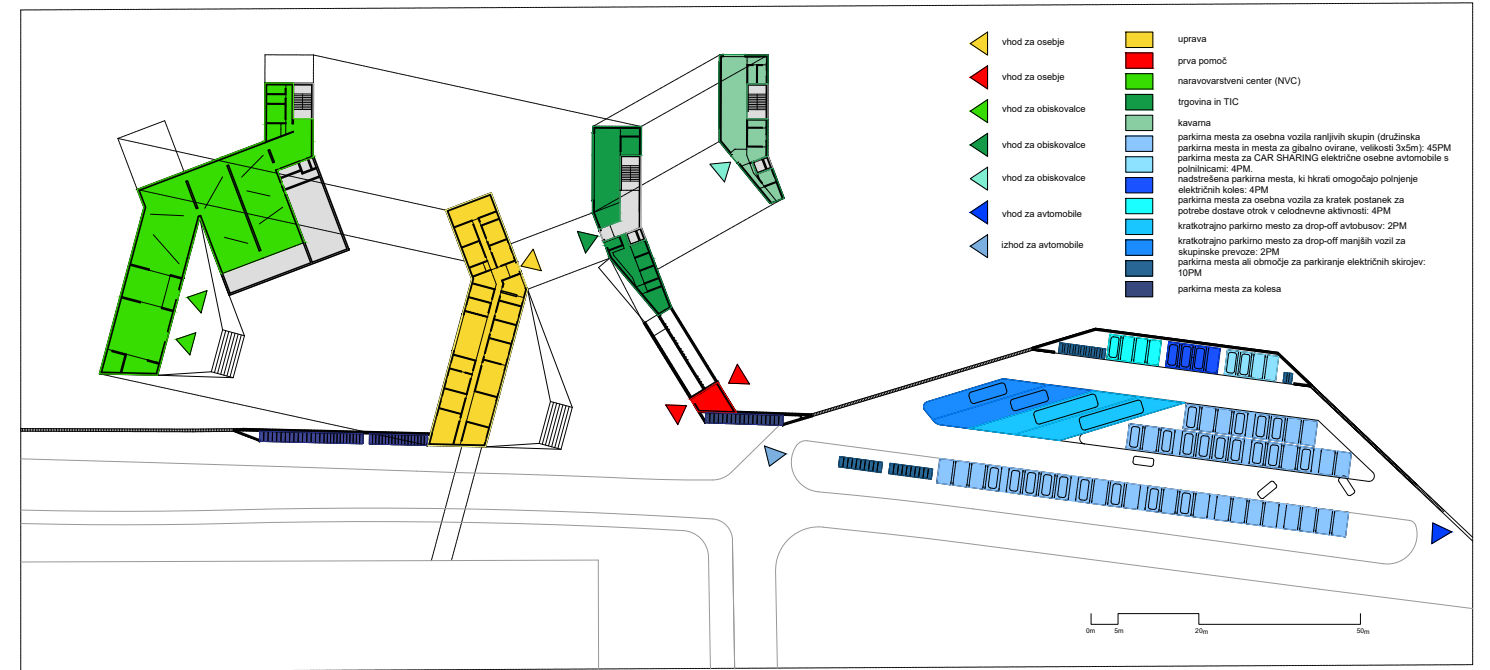 vhod za osebje
vhod za osebje
vhod za obiskovalce
vhod za obiskovalce
vhod za obiskovalce
vhod za avtomobile
izhod za avtomobile
uprava
prva pomoč
naravovarstveni center (NVC)
trgovina in TIC
kavarna
parkirna mesta za osebna vozila ranljivih skupin (družinska
parkirna mesta in mesta za gibalno ovirane, velikosti 3x5m): 45PM
parkirna mesta za CAR SHARING električne osebne avtomobile s
polnilnicami: 4PM.
nadstrešena parkirna mesta, ki hkrati omogočajo polnjenje
električnih koles: 4PM
parkirna mesta za osebna vozila za kratek postanek za
potrebe dostave otrok v celodnevne aktivnosti: 4PM
kratkotrajno parkirno mesto za drop-off avtobusov: 2PM
kratkotrajno parkirno mesto za drop-off manjših vozil za
skupinske prevoze: 2PM
parkirna mesta ali območje za parkiranje električnih skirojev:
10PM
parkirna mesta za kolesa
0m 5m 20m 50m